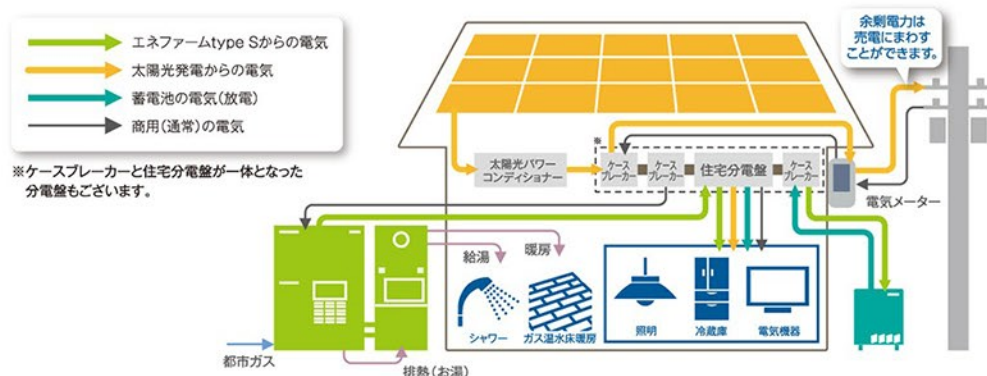 エネファームtype Sからの電気
太陽光発電からの電気
蓄電池の電気(放電)
商用(通常)の電気
※ケースブレーカーと住宅分電盤が一体となった
分電盤もございます。
余剰電力は
売電にまわす
ことができます。
※
太陽光パワー
コンディショナー
ケース
ブレーカー
ケース
ブレーカー
住宅分電盤
ケース
ブレーカー
電気メーター
給湯
暖房
シャワー
ガス温水床暖房
照明
冷蔵庫
電気機器
都市ガス
排熱(お湯)